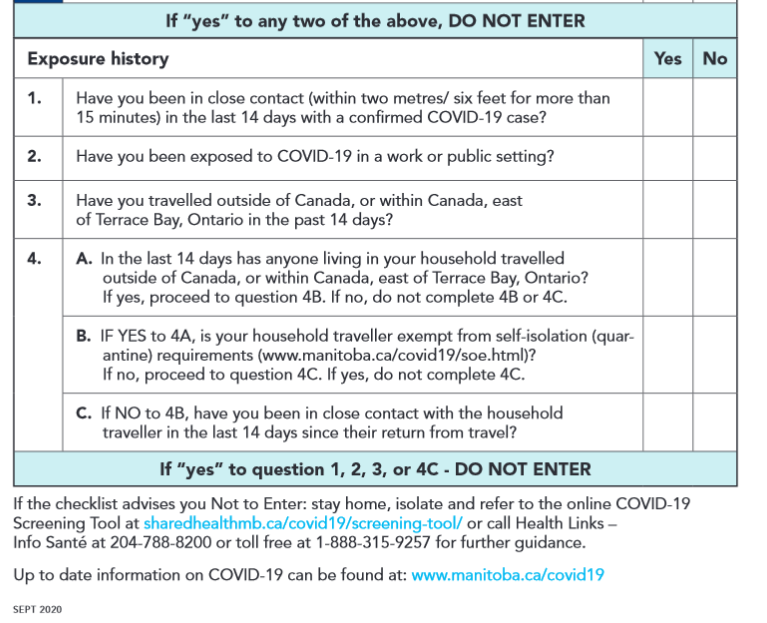 If "yes" to any two of the above, DO NOT ENTER
Exposure history Yes No
1. Have you been in close contact (within two metres/ six feet for more than
15 minutes) in the last 14 days with a confirmed COVID-19 case?
2. Have you been exposed to COVID-19 in a work or public setting?
3. Have you travelled outside of Canada, or within Canada, east
of Terrace Bay, Ontario in the past 14 days?
4. A. In the last 14 days has anyone living in your household travelled
outside of Canada, or within Canada, east of Terrace Bay, Ontario?
If yes, proceed to question 4B. If no, do not complete 4B or 4C.
B. IF YES to 4A, is your household traveller exempt from self-isolation (quar-
antine) requirements (www.manitoba.ca/covid19/soe.html)?
If no, proceed to question 4C. If yes, do not complete 4C.
C. If NO to 4B, have you been in close contact with the household
traveller in the last 14 days since their return from travel?
If "yes" to question 1, 2, 3, or 4C - DO NOT ENTER
If the checklist advises you Not to Enter: stay home, isolate and refer to the online COVID-19
Screening Tool at sharedhealthmb.ca/covid19/screening-tool/ or call Health Links –
Info Santé at 204-788-8200 or toll free at 1-888-315-9257 for further guidance.
Up to date information on COVID-19 can be found at: www.manitoba.ca/covid19
SEPT 2020